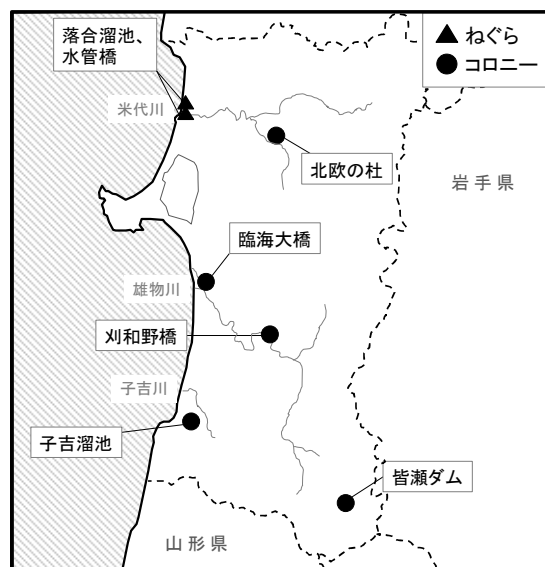 ▲ ねぐら
● コロニー
落合溜池、
水管橋
米代川
北欧の杜
岩手県
臨海大橋
雄物川
刈和野橋
子吉川
子吉溜池
皆瀬ダム
山形県